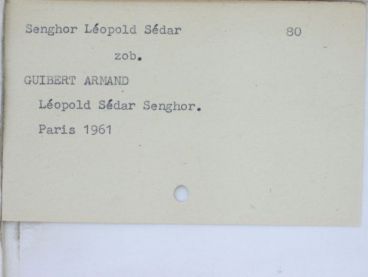 Senghor Léopold Sédar 80
zob.
GUIBERT ARMAND
Léopold Sédar Senghor.
Paris 1961